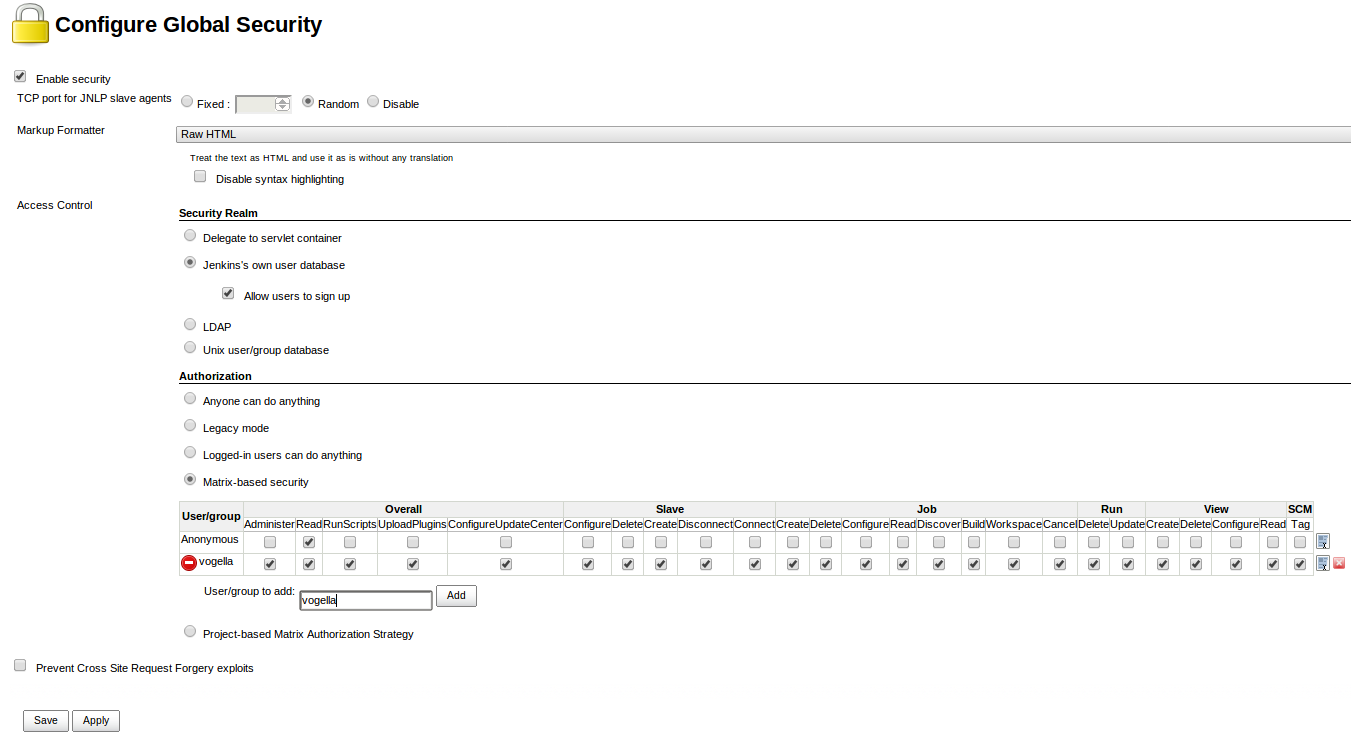 Configure Global Security
Enable security
TCP port for JNLP slave agents Fixed : Random Disable
Markup Formatter Raw HTML
Treat the text as HTML and use it as is without any translation
Disable syntax highlighting
Access Control
Security Realm
Delegate to servlet container
Jenkins's own user database
Allow users to sign up
LDAP
Unix user/group database
Authorization
Anyone can do anything
Legacy mode
Logged-in users can do anything
Matrix-based security
User/group Overall Slave Job Run View SCM
Administer Read RunScripts UploadPlugins ConfigureUpdateCenter Configure Delete Create Disconnect Connect Create Delete Configure Read Discover Build Workspace Cancel Delete Update Create Delete Configure Read Tag
Anonymous
vogella
User/group to add: vogella Add
Project-based Matrix Authorization Strategy
Prevent Cross Site Request Forgery exploits
Save Apply